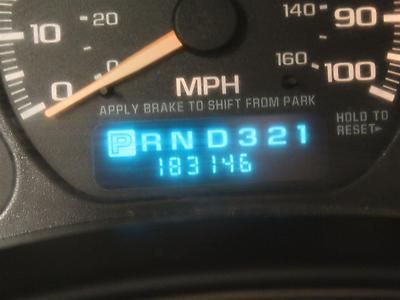 10 20 140 90
0 0 160 100
MPH
APPLY BRAKE TO SHIFT FROM PARK
HOLD TO
RESET
P R N D 3 2 1
183146